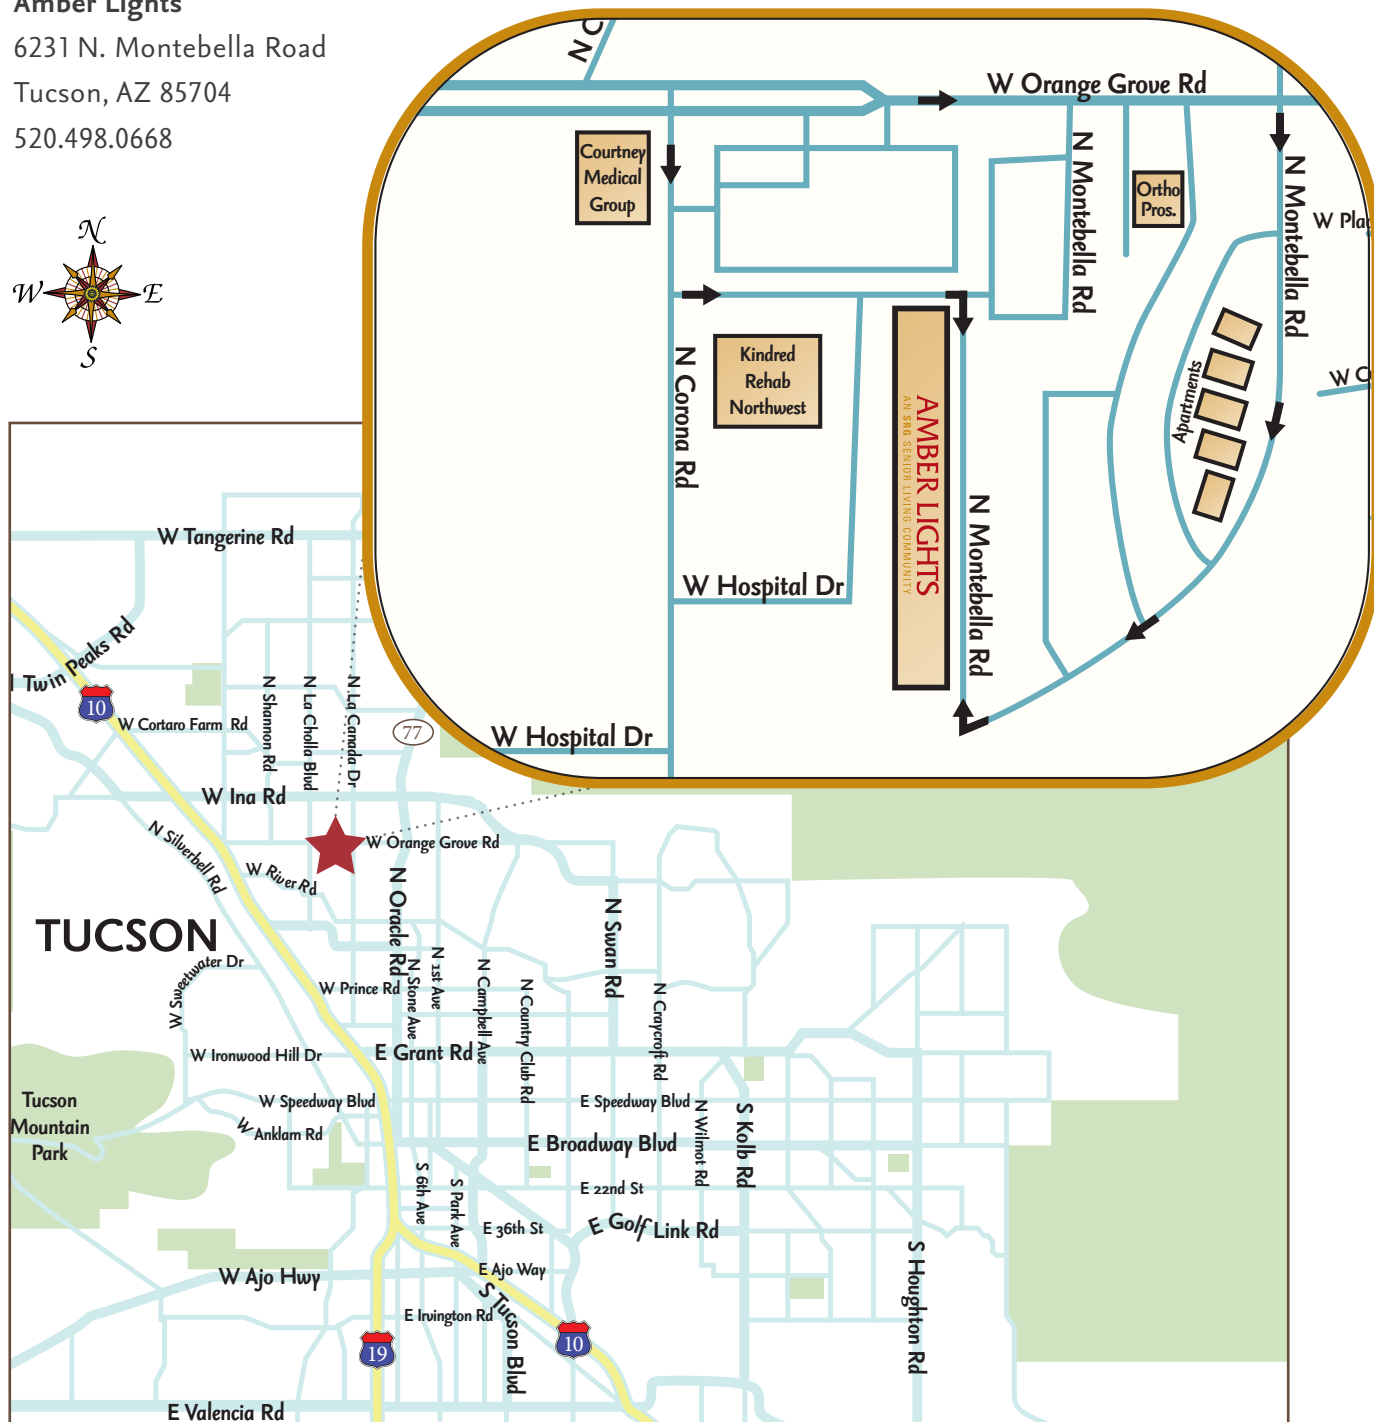 Amber Lights
6231 N. Montebella Road
Tucson, AZ 85704
520.498.0668
N
W
E
S
N C
W Orange Grove Rd
Courtney
Medical
Group
N Montebella Rd
Ortho
Pros.
N Montebella Rd
W Pla
N Corona Rd
Kindred
Rehab
Northwest
AMBER LIGHTS
AN SRG SENIOR LIVING COMMUNITY
Apartments
W C
N Montebella Rd
W Hospital Dr
W Hospital Dr
W Tangerine Rd
Twin Peaks Rd
10
W Cortaro Farm Rd
N Shannon Rd
N La Cholla Blvd
N La Canada Dr
77
W Ina Rd
N Silverbell Rd
W Orange Grove Rd
W River Rd
N Oracle Rd
N Swan Rd
TUCSON
W Sweetwater Dr
W Prince Rd
N Stone Ave
N 1st Ave
N Campbell Ave
N Country Club Rd
N Craycroft Rd
W Ironwood Hill Dr
E Grant Rd
Tucson
Mountain
Park
W Speedway Blvd
E Speedway Blvd
W Anklam Rd
E Broadway Blvd
N Wilmot Rd
S Kolb Rd
S 6th Ave
S Park Ave
E 22nd St
E 36th St
E Golf Link Rd
W Ajo Hwy
E Ajo Way
S Tucson Blvd
S Houghton Rd
E Irvington Rd
19
10
E Valencia Rd